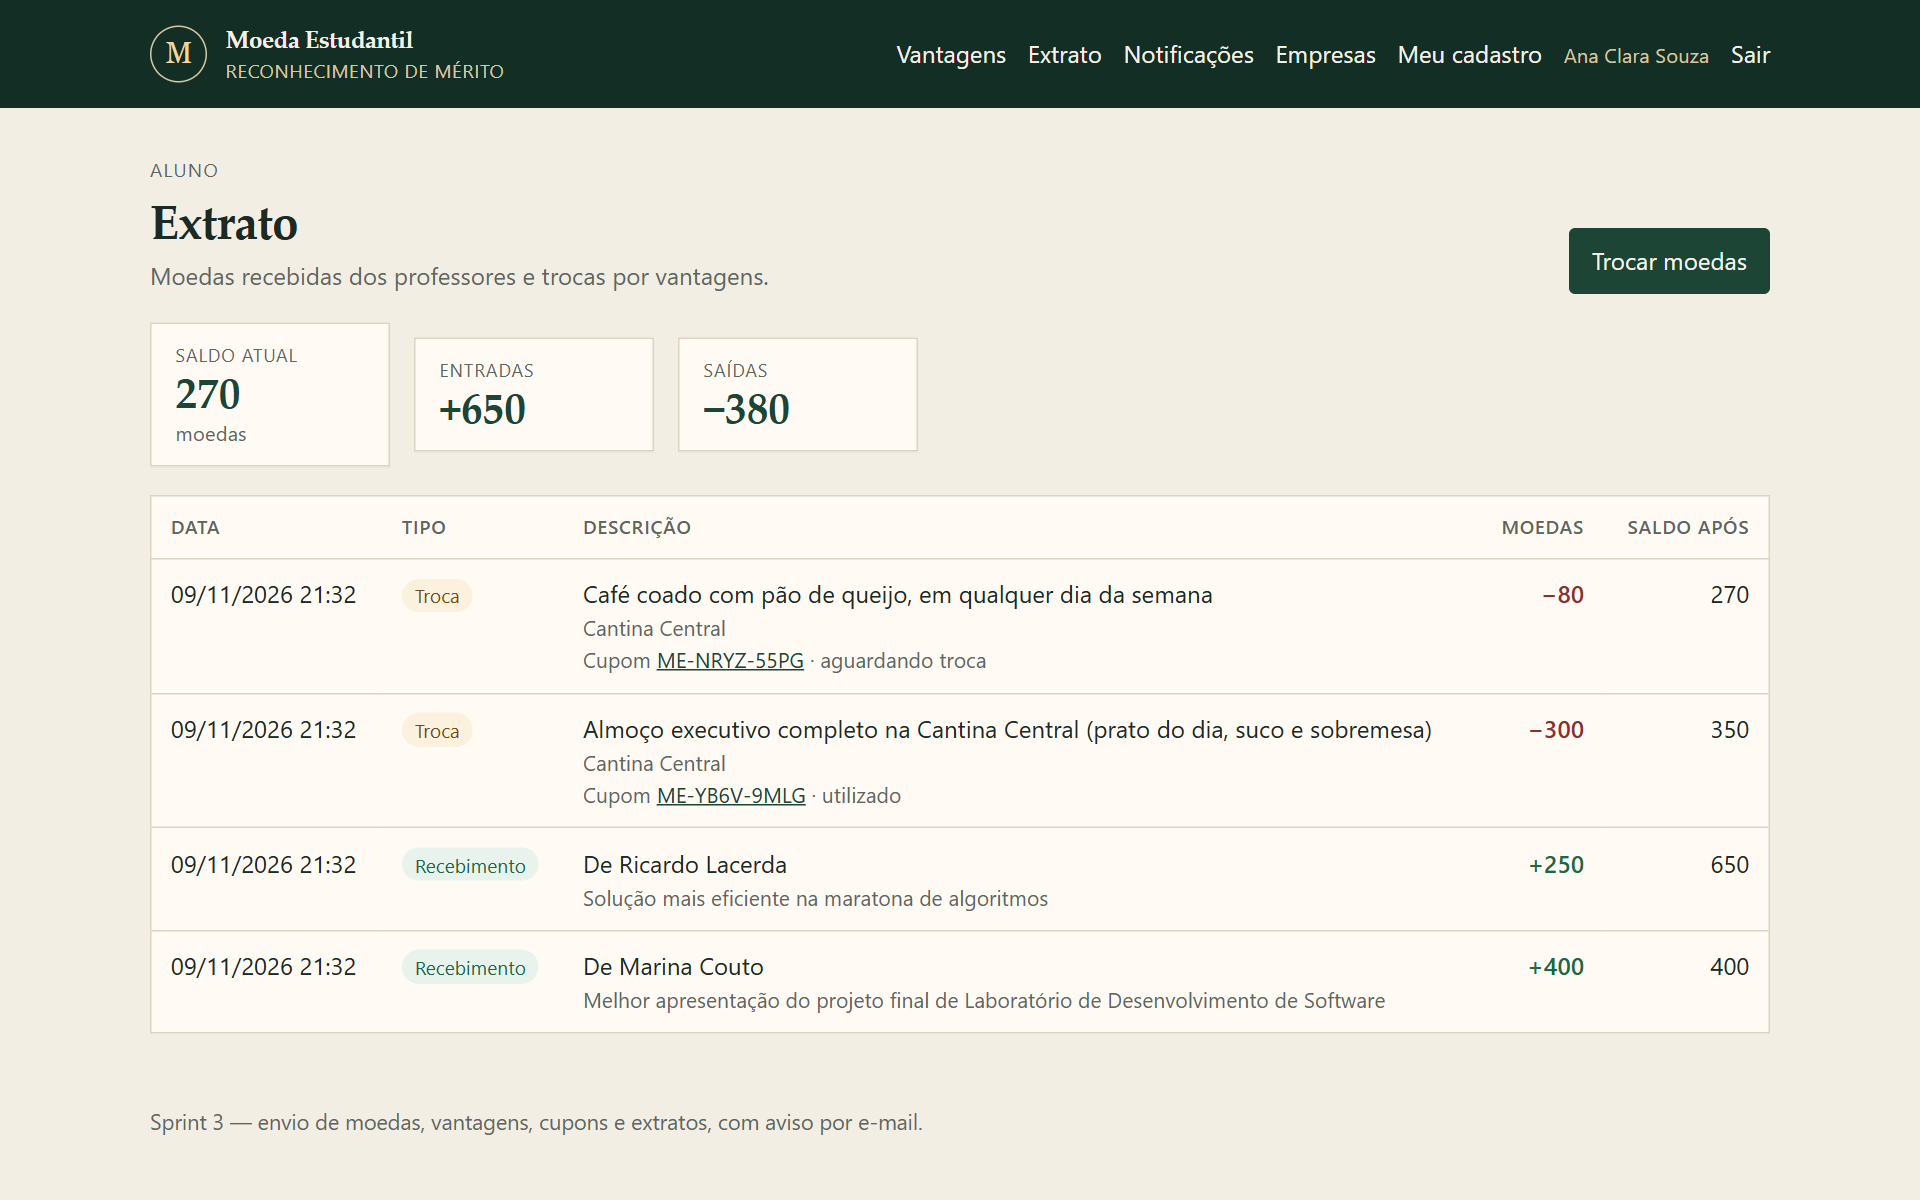 M
Moeda Estudantil
RECONHECIMENTO DE MÉRITO
Vantagens Extrato Notificações Empresas Meu cadastro Ana Clara Souza Sair
ALUNO
Extrato
Moedas recebidas dos professores e trocas por vantagens.
Trocar moedas
SALDO ATUAL
270
moedas
ENTRADAS
+650
SAÍDAS
−380
DATA TIPO DESCRIÇÃO MOEDAS SALDO APÓS
09/11/2026 21:32 Troca Café coado com pão de queijo, em qualquer dia da semana −80 270
Cantina Central
Cupom ME-NRYZ-55PG · aguardando troca
09/11/2026 21:32 Troca Almoço executivo completo na Cantina Central (prato do dia, suco e sobremesa) −300 350
Cantina Central
Cupom ME-YB6V-9MLG · utilizado
09/11/2026 21:32 Recebimento De Ricardo Lacerda +250 650
Solução mais eficiente na maratona de algoritmos
09/11/2026 21:32 Recebimento De Marina Couto +400 400
Melhor apresentação do projeto final de Laboratório de Desenvolvimento de Software
Sprint 3 — envio de moedas, vantagens, cupons e extratos, com aviso por e-mail.